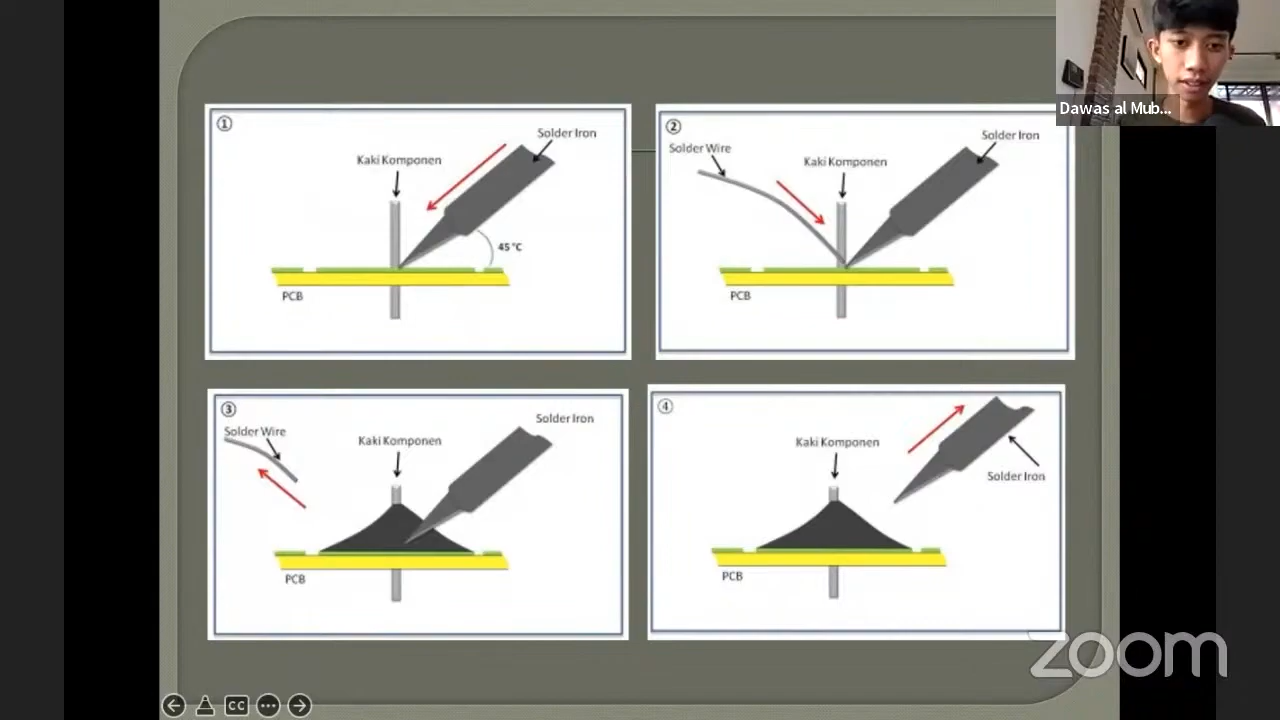 Dawas al Mub...
①
Solder Iron
Kaki Komponen
45 °C
PCB
②
Solder Wire
Solder Iron
Kaki Komponen
PCB
③
Solder Wire
Solder Iron
Kaki Komponen
PCB
④
Kaki Komponen
Solder Iron
PCB
zoom
CC